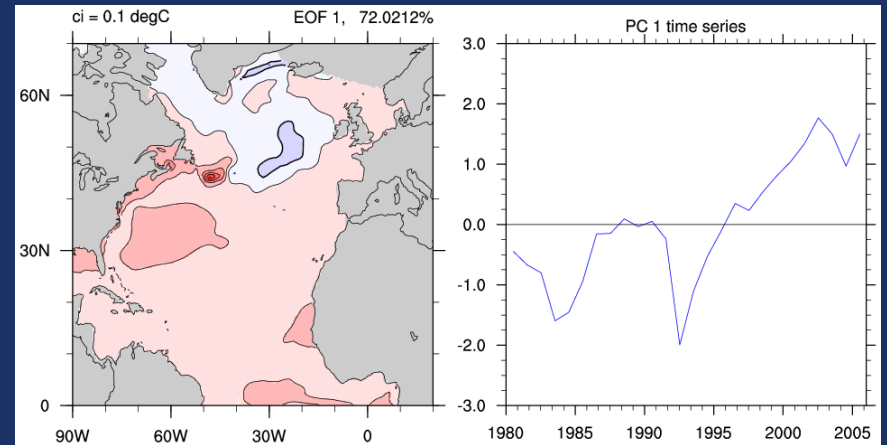 ci = 0.1 degC EOF 1, 72.0212%
60N
30N
0
90W 60W 30W 0
PC 1 time series
3.0
2.0
1.0
0.0
-1.0
-2.0
-3.0
1980 1985 1990 1995 2000 2005